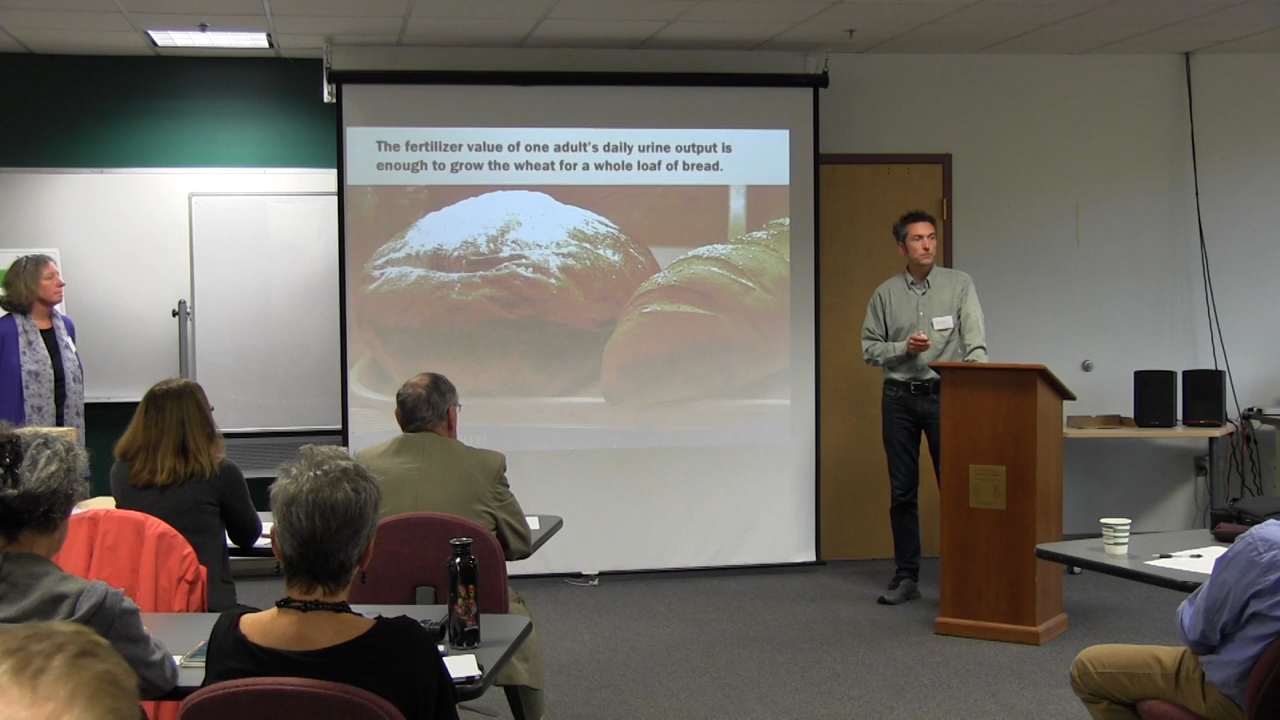 The fertilizer value of one adult's daily urine output is
enough to grow the wheat for a whole loaf of bread.